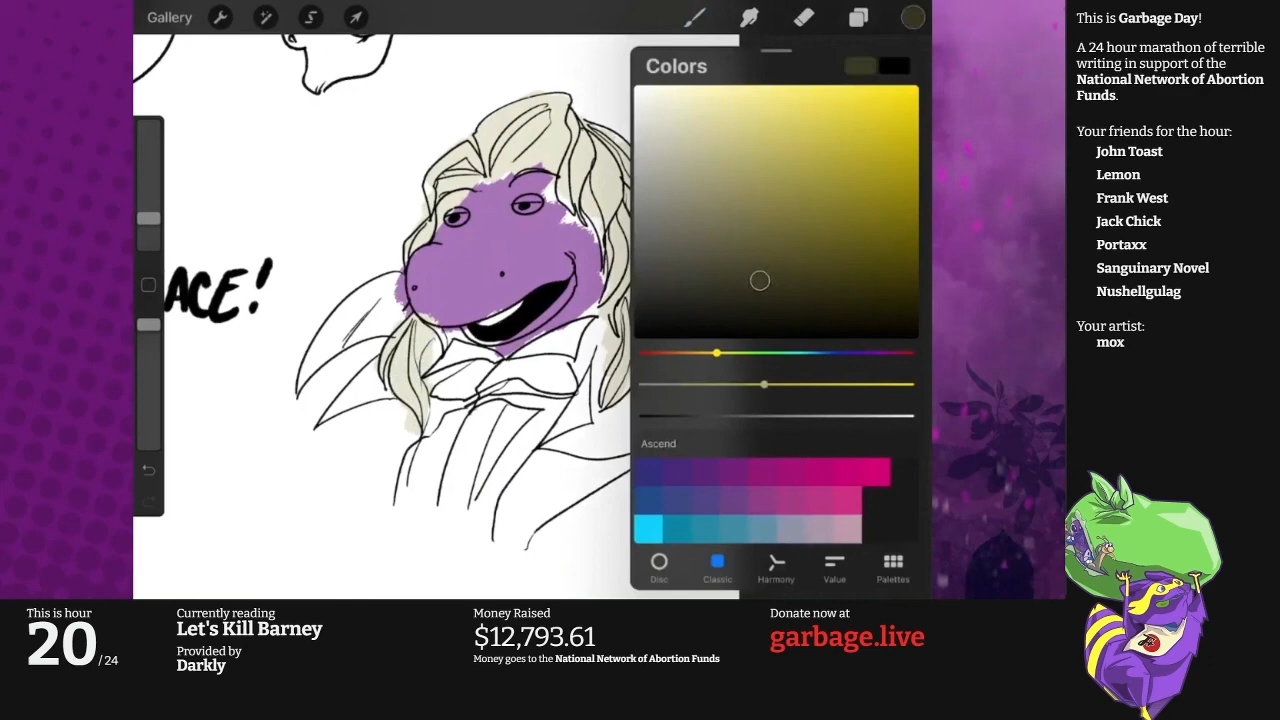 Gallery
Colors
ACE!
Ascend
Disc
Classic
Harmony
Value
Palettes
This is Garbage Day!
A 24 hour marathon of terrible
writing in support of the
National Network of Abortion
Funds.
Your friends for the hour:
John Toast
Lemon
Frank West
Jack Chick
Portaxx
Sanguinary Novel
Nushellgulag
Your artist:
mox
This is hour
20/24
Currently reading
Let's Kill Barney
Provided by
Darkly
Money Raised
$12,793.61
Money goes to the National Network of Abortion Funds
Donate now at
garbage.live